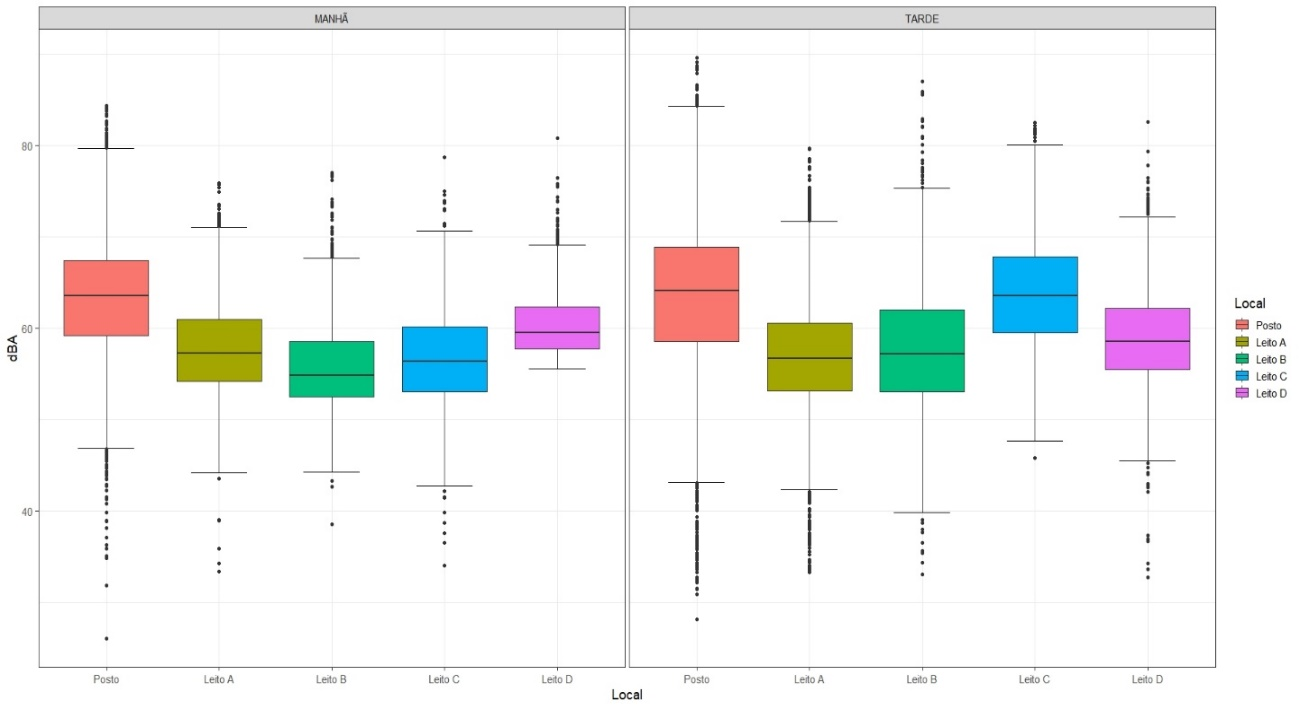 MANHÃ
TARDE
dBA
80
60
40
Posto
Leito A
Leito B
Leito C
Leito D
Posto
Leito A
Leito B
Leito C
Leito D
Local
Local
Posto
Leito A
Leito B
Leito C
Leito D